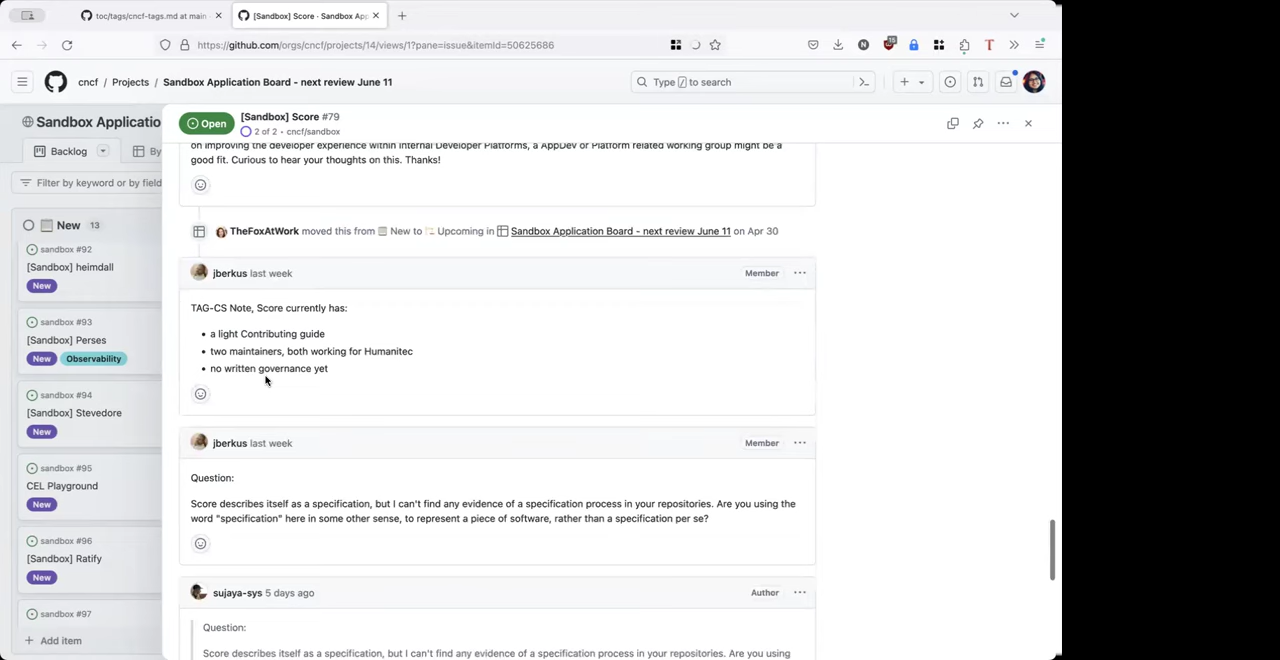 toc/tags/cncf-tags.md at main
[Sandbox] Score · Sandbox App
https://github.com/orgs/cncf/projects/14/views/1?pane=issue&itemId=50625686
N
15
T
cncf / Projects / Sandbox Application Board - next review June 11
Type / to search
Sandbox Applicatio
Open
[Sandbox] Score #79
2 of 2 · cncf/sandbox
Backlog
By
Filter by keyword or by field
on improving the developer experience within Internal Developer Platforms, a AppDev or Platform related working group might be a
good fit. Curious to hear your thoughts on this. Thanks!
New 13
sandbox #92
[Sandbox] heimdall
New
sandbox #93
[Sandbox] Perses
New Observability
sandbox #94
[Sandbox] Stevedore
New
sandbox #95
CEL Playground
New
sandbox #96
[Sandbox] Ratify
New
sandbox #97
+ Add item
TheFoxAtWork moved this from New to Upcoming in Sandbox Application Board - next review June 11 on Apr 30
jberkus last week
Member
TAG-CS Note, Score currently has:
• a light Contributing guide
• two maintainers, both working for Humanitec
• no written governance yet
jberkus last week
Member
Question:
Score describes itself as a specification, but I can't find any evidence of a specification process in your repositories. Are you using the
word "specification" here in some other sense, to represent a piece of software, rather than a specification per se?
sujaya-sys 5 days ago
Author
Question:
Score describes itself as a specification, but I can't find any evidence of a specification process in your repositories. Are you using